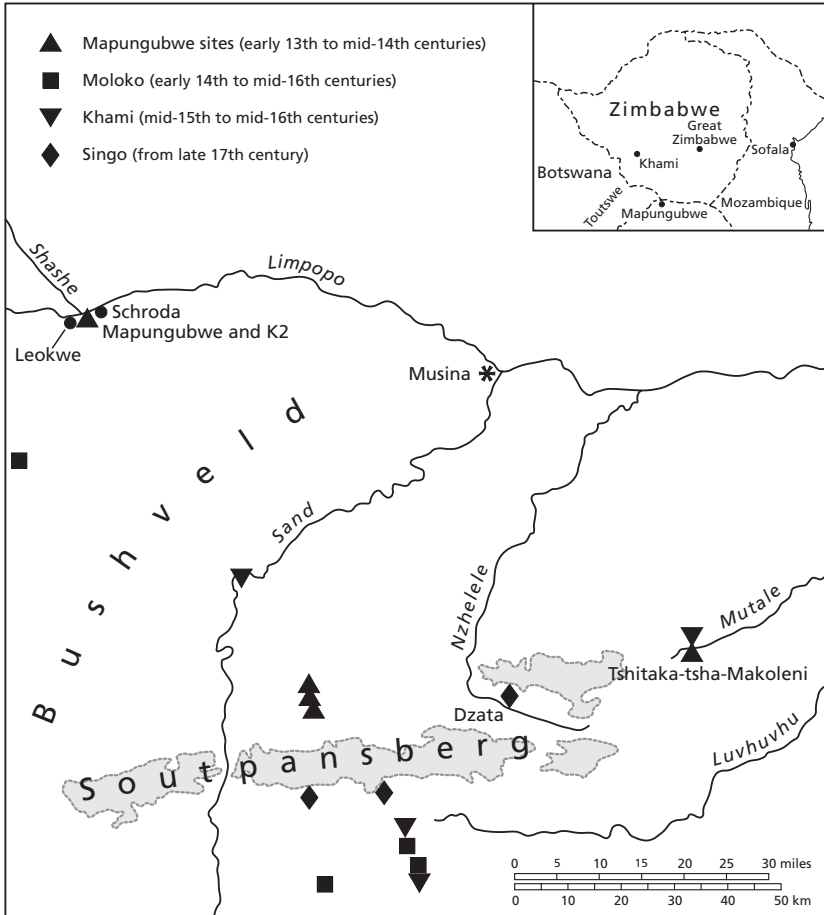 Mapungubwe sites (early 13th to mid-14th centuries)
Moloko (early 14th to mid-16th centuries)
Khami (mid-15th to mid-16th centuries)
Singo (from late 17th century)
Zimbabwe
Great
Zimbabwe
Khami
Sofala
Botswana
Toutswe
Mapungubwe
Mozambique
Shashe
Limpopo
Schroda
Mapungubwe and K2
Leokwe
Musina
Bushveld
Sand
Nzhelele
Mutale
Tshitaka-tsha-Makoleni
Dzata
Luvhuvhu
Soutpansberg
0 5 10 15 20 25 30 miles
0 10 20 30 40 50 km